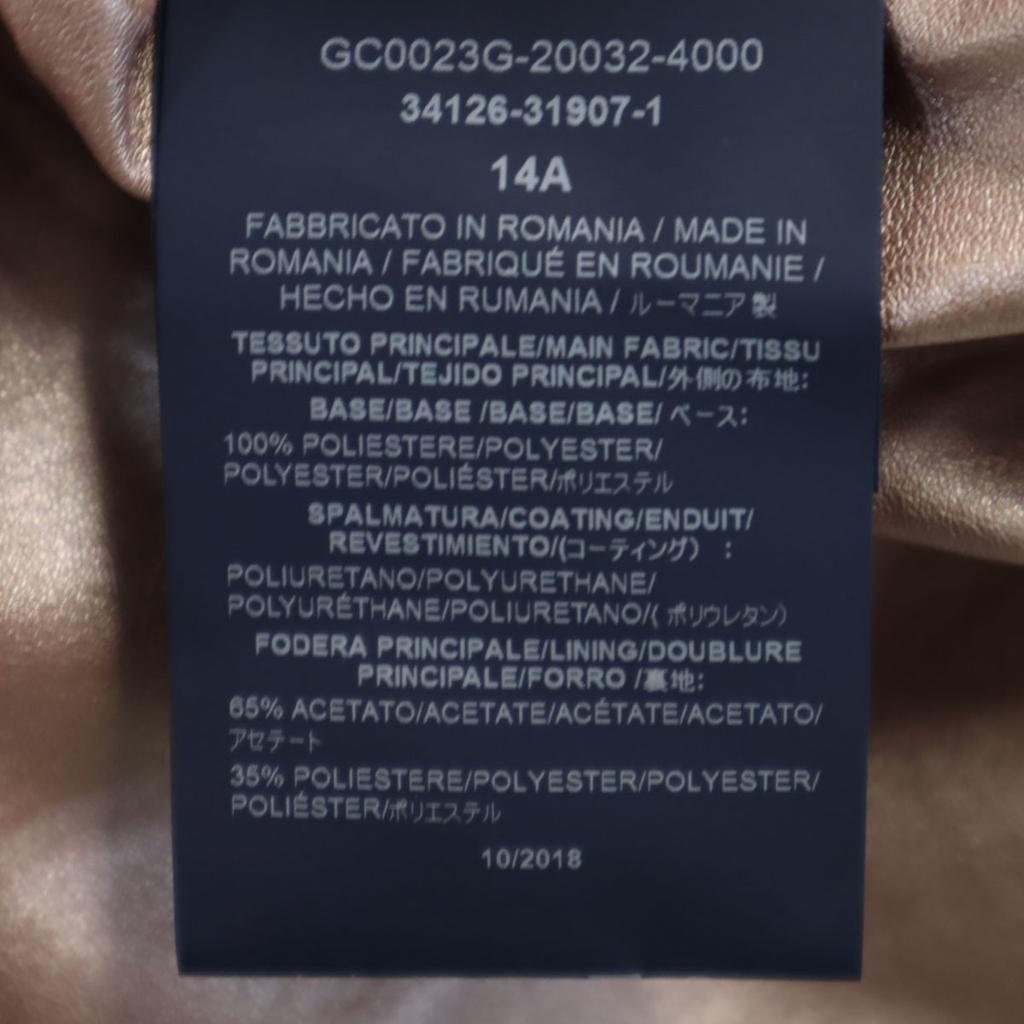 GC0023G-20032-4000
34126-31907-1
14A
FABBRICATO IN ROMANIA / MADE IN
ROMANIA / FABRIQUÉ EN ROUMANIE /
HECHO EN RUMANIA / ルーマニア製
TESSUTO PRINCIPALE/MAIN FABRIC/TISSU
PRINCIPAL/TEJIDO PRINCIPAL/外側の布地:
BASE/BASE /BASE/BASE/ ベース:
100% POLIESTERE/POLYESTER/
POLYESTER/POLIÉSTER/ポリエステル
SPALMATURA/COATING/ENDUIT/
REVESTIMIENTO/(コーティング） :
POLIURETANO/POLYURETHANE/
POLYURÉTHANE/POLIURETANO/( ポリウレタン）
FODERA PRINCIPALE/LINING/DOUBLURE
PRINCIPALE/FORRO /裏地:
65% ACETATO/ACETATE/ACÉTATE/ACETATO/
アセテート
35% POLIESTERE/POLYESTER/POLYESTER/
POLIÉSTER/ポリエステル
10/2018